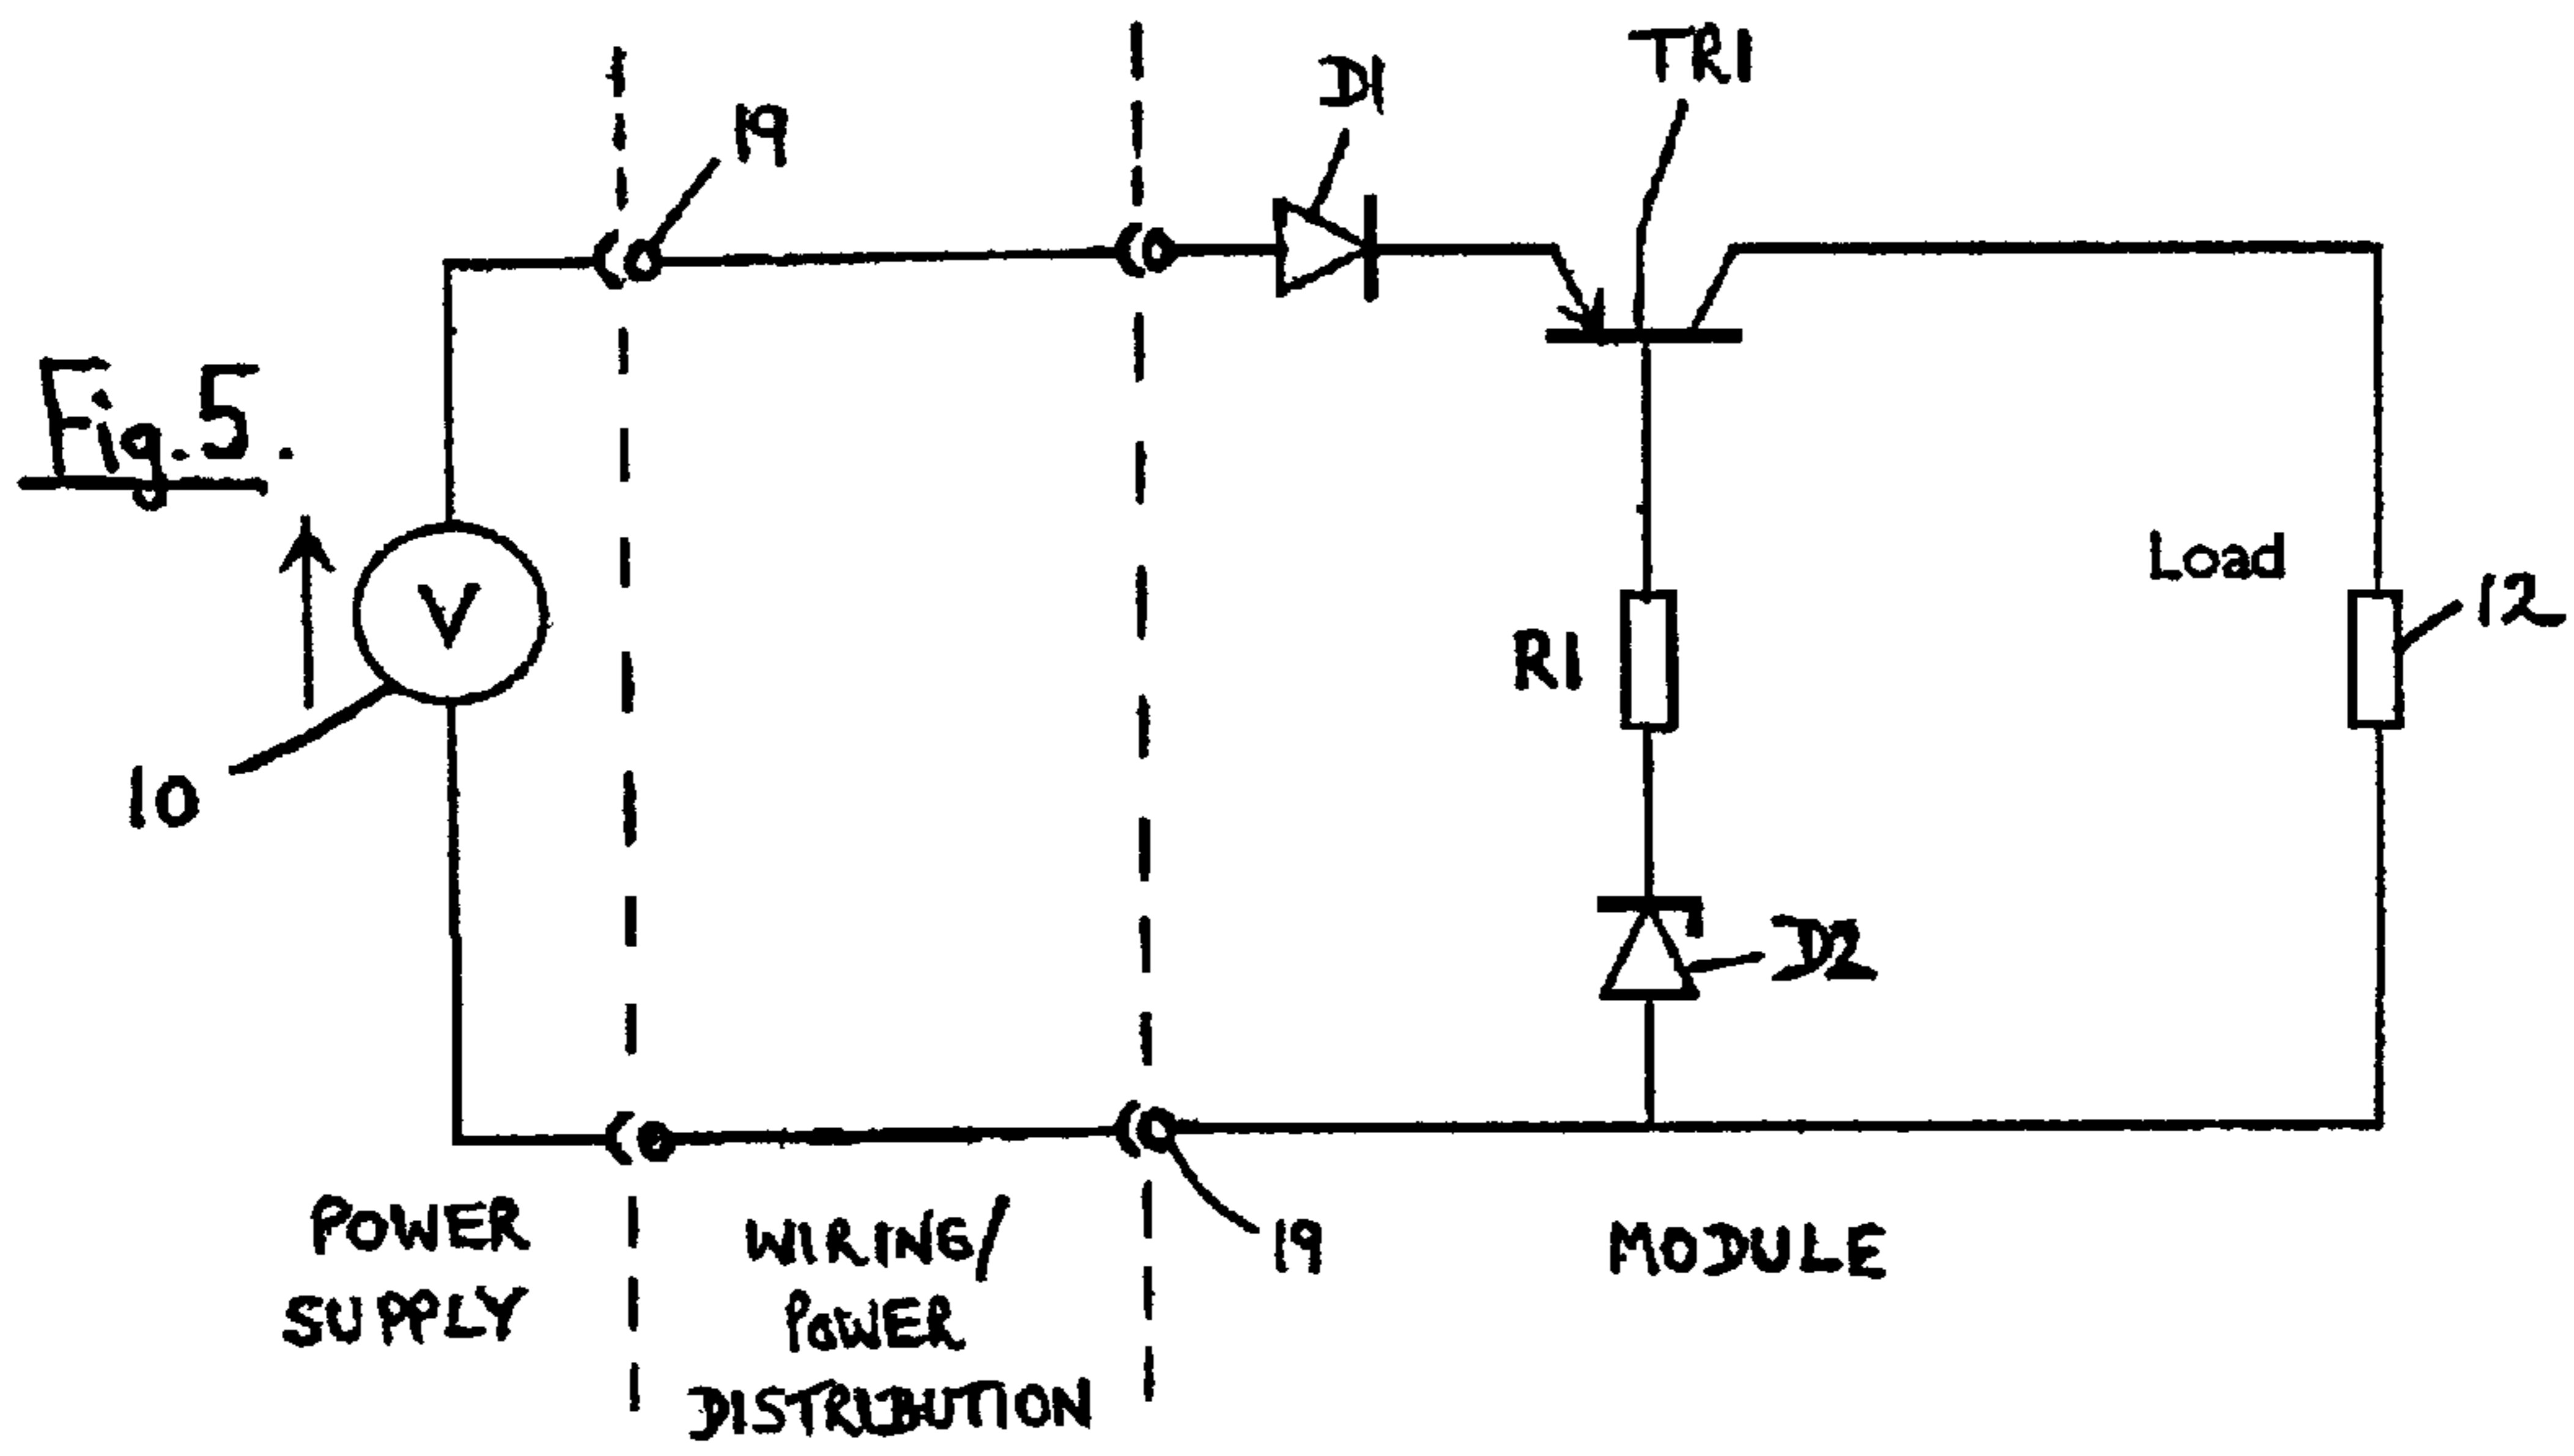 TR1
D1
19
Fig. 5.
V
Load
12
R1
10
D2
POWER
SUPPLY
WIRING/
POWER
DISTRIBUTION
19
MODULE